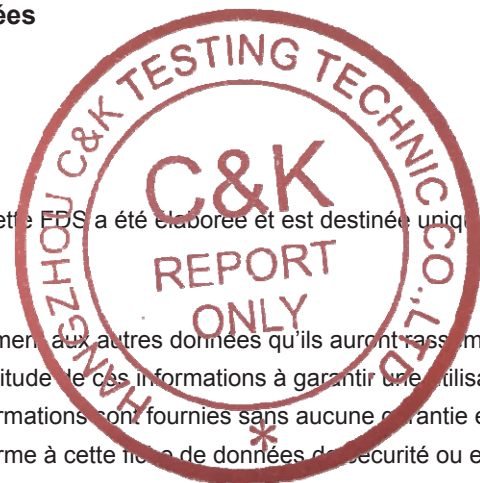 ées
HANGZHOU C&K TESTING TECHNIC CO.,LTD.
C&K
ette FDS a été élaborée et est destinée uniq
REPORT
ONLY
ment aux autres données qu'ils auront rassem
itude de ces informations à garantir une utilisa
rmations sont fournies sans aucune garantie e
*
rme à cette fiche de données de sécurité ou e